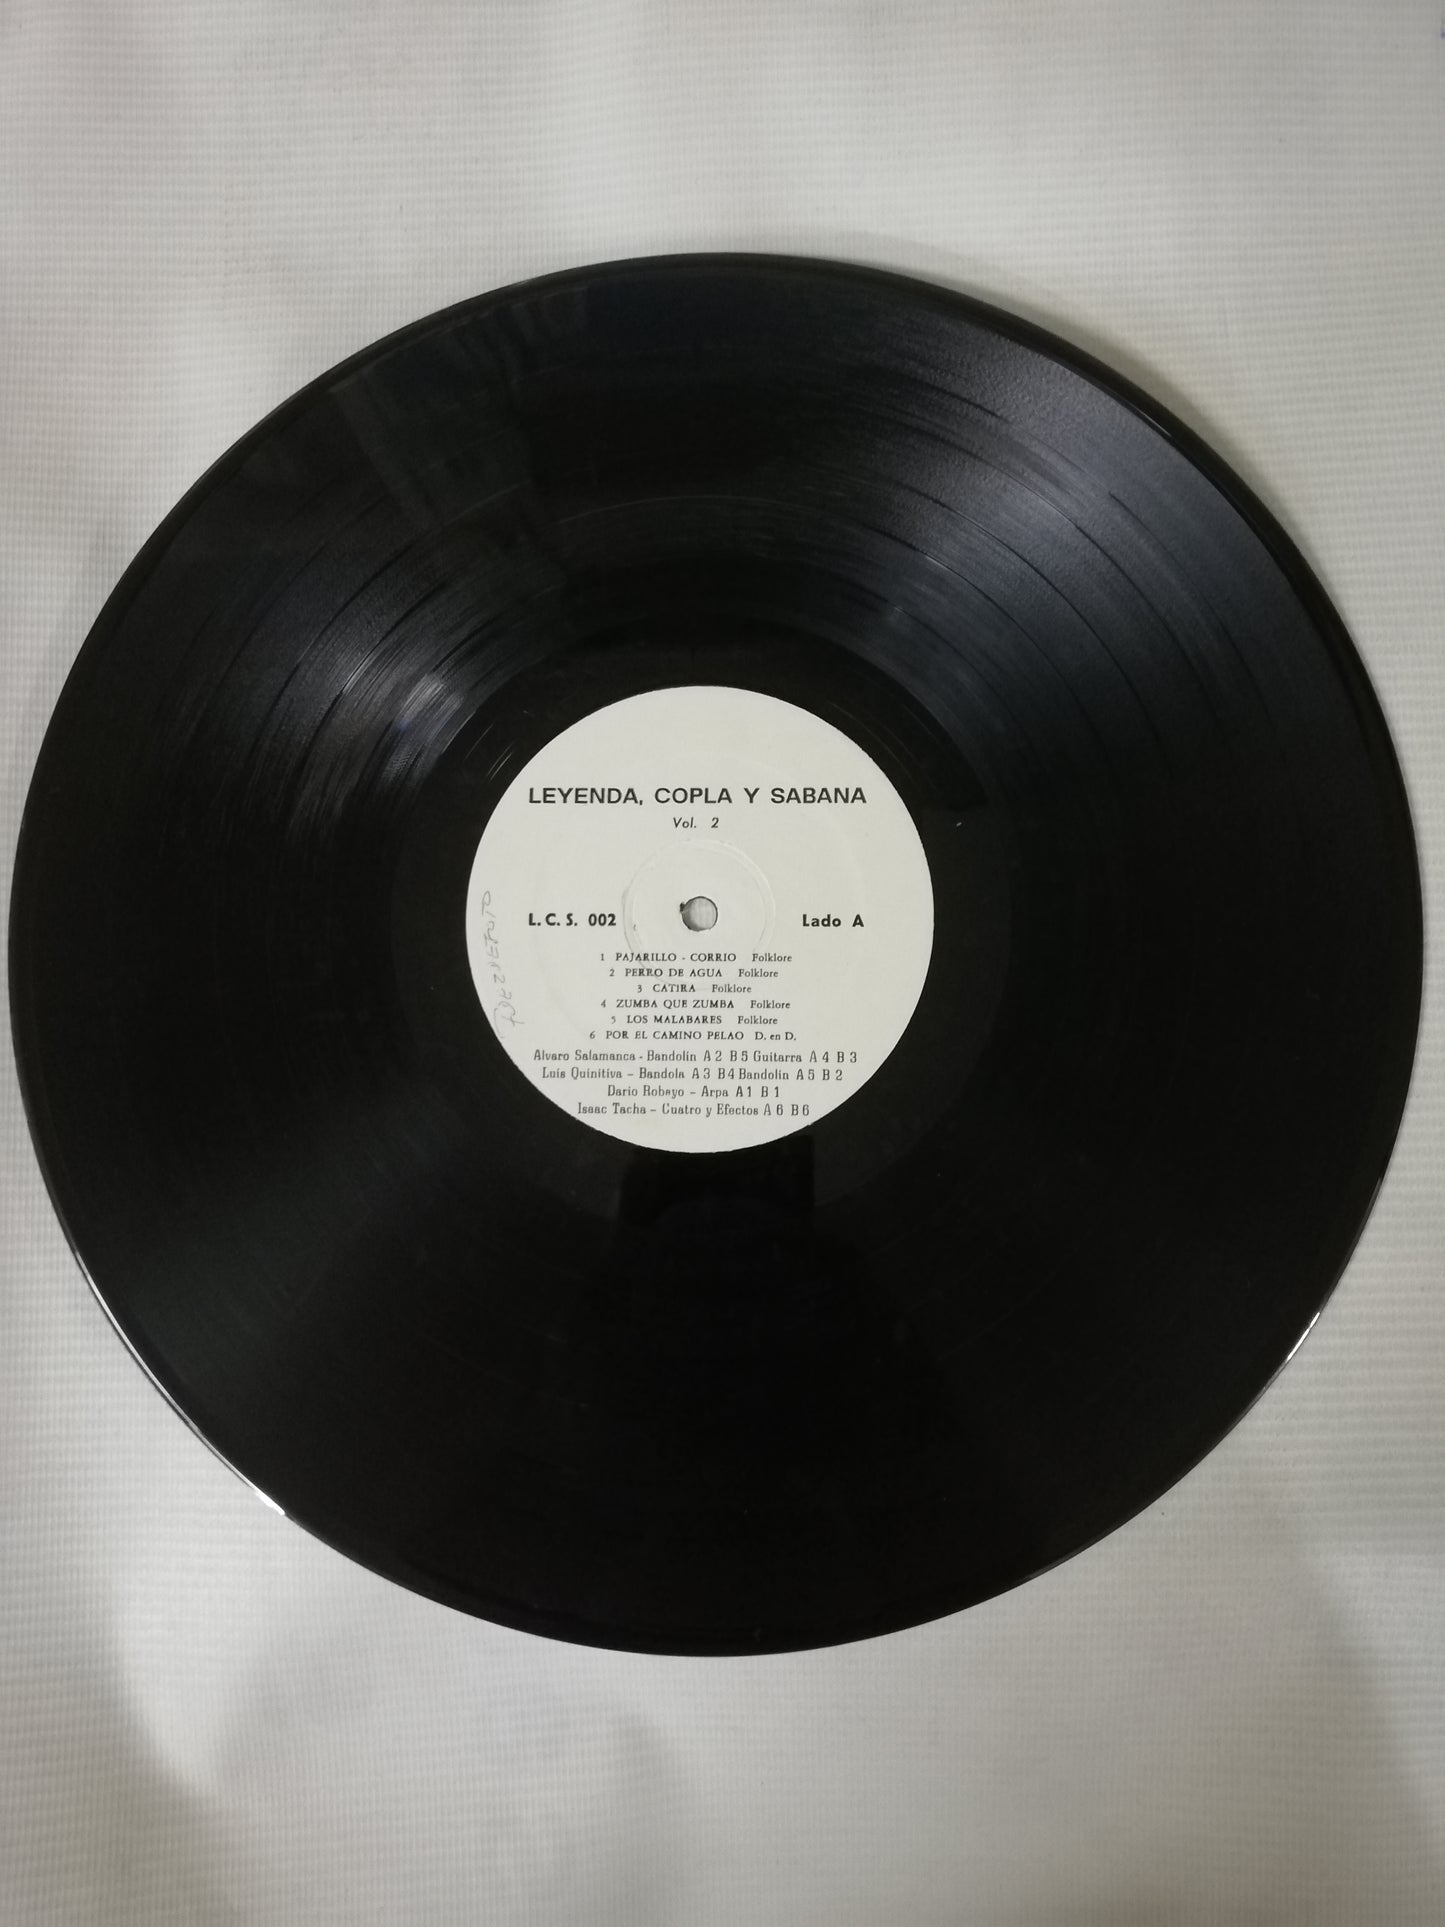 LEYENDA, COPLA Y SABANA
Vol. 2
L. C. S. 002 Lado A
1 PAJARILLO - CORRIO Folklore
2 PERRO DE AGUA Folklore
3 CATIRA Folklore
4 ZUMBA QUE ZUMBA Folklore
5 LOS MALABARES Folklore
6 POR EL CAMINO PELAO D. en D.
Alvaro Salamanca - Bandolin A 2 B 5 Guitarra A 4 B 3
Luis Quinitiva - Bandola A 3 B 4 Bandolin A 5 B 2
Dario Robayo - Arpa A 1 B 1
Isaac Tacha - Cuatro y Efectos A 6 B 6